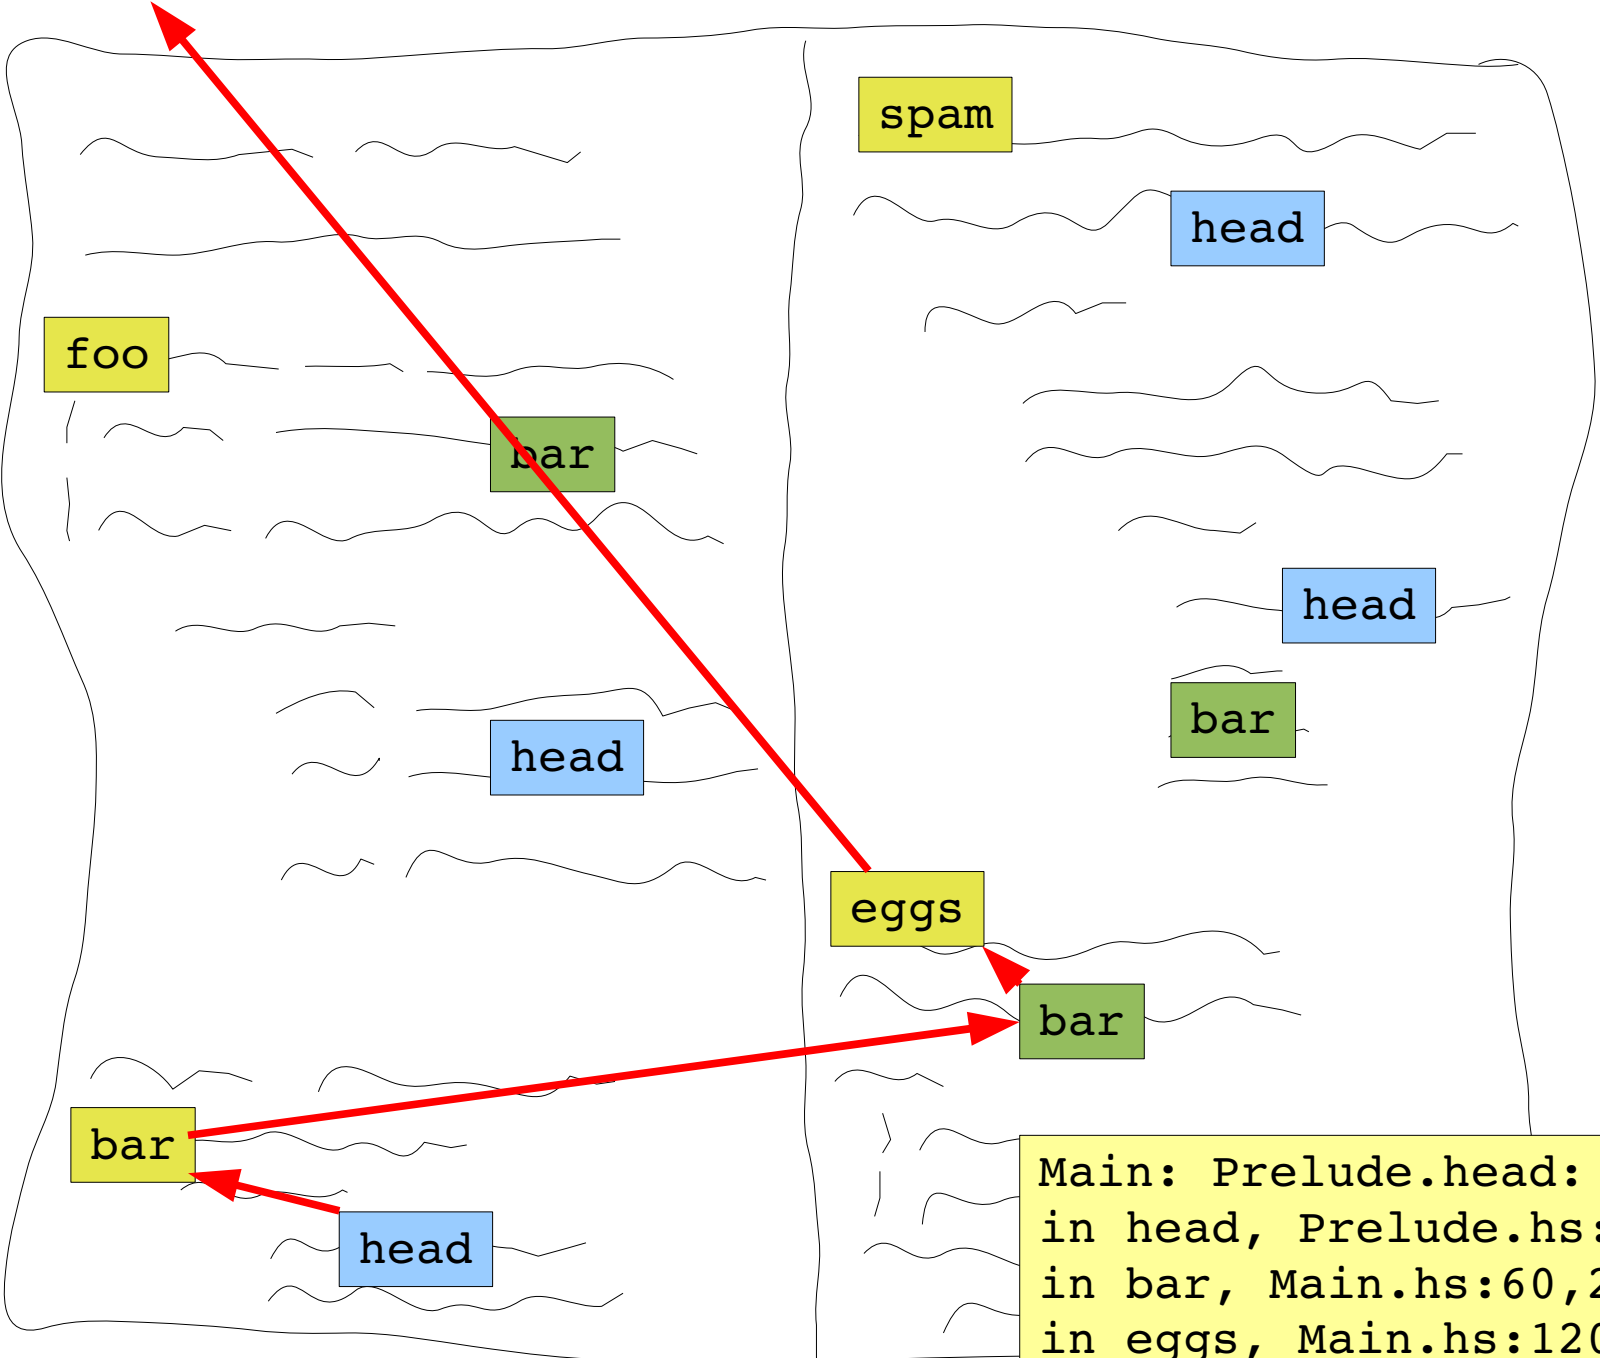 foo
bar
head
bar
head
spam
head
head
bar
eggs
bar
Main: Prelude.head:
in head, Prelude.hs:
in bar, Main.hs:60,2
in eggs, Main.hs:120